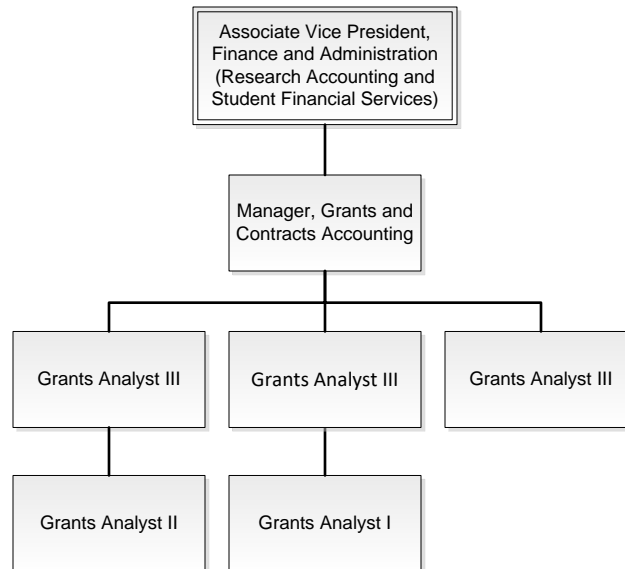 Associate Vice President,
Finance and Administration
(Research Accounting and
Student Financial Services)
Manager, Grants and
Contracts Accounting
Grants Analyst III
Grants Analyst III
Grants Analyst III
Grants Analyst II
Grants Analyst I